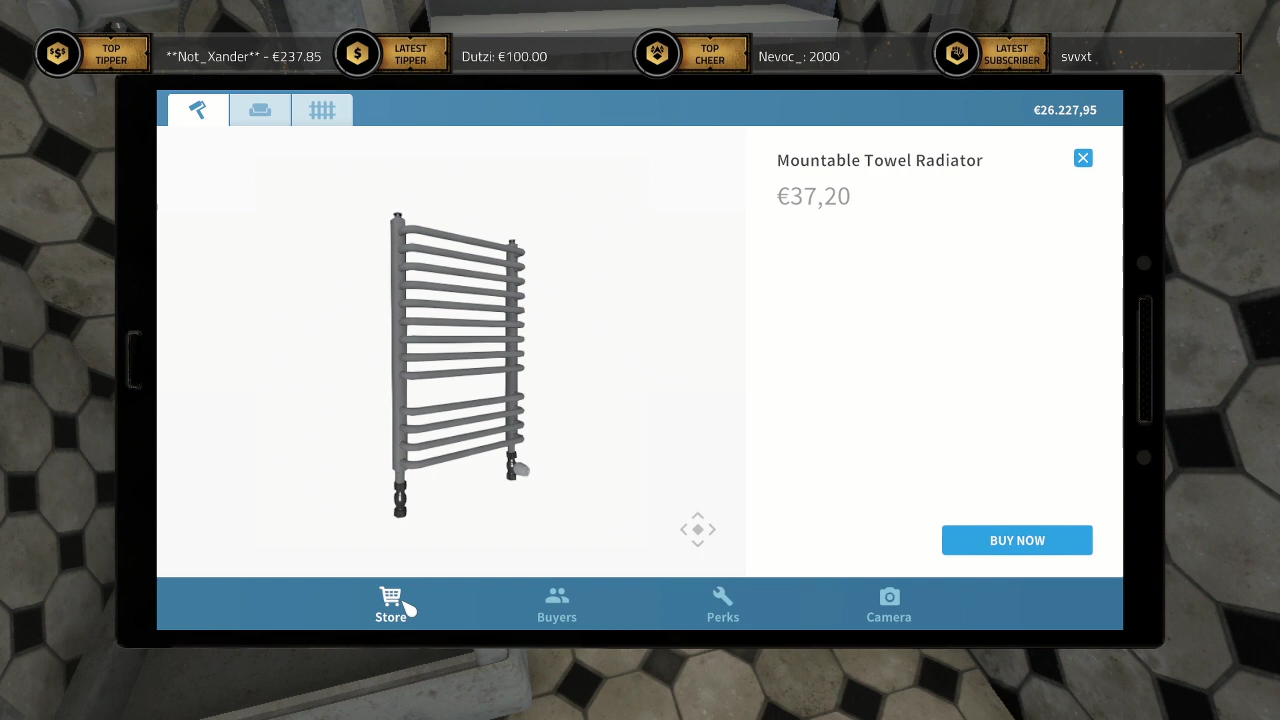 TOP
TIPPER
**Not_Xander** - €237.85
LATEST
TIPPER
Dutzi: €100.00
TOP
CHEER
Nevoc_: 2000
LATEST
SUBSCRIBER
svvxt
€26.227,95
Mountable Towel Radiator
€37,20
BUY NOW
Store
Buyers
Perks
Camera